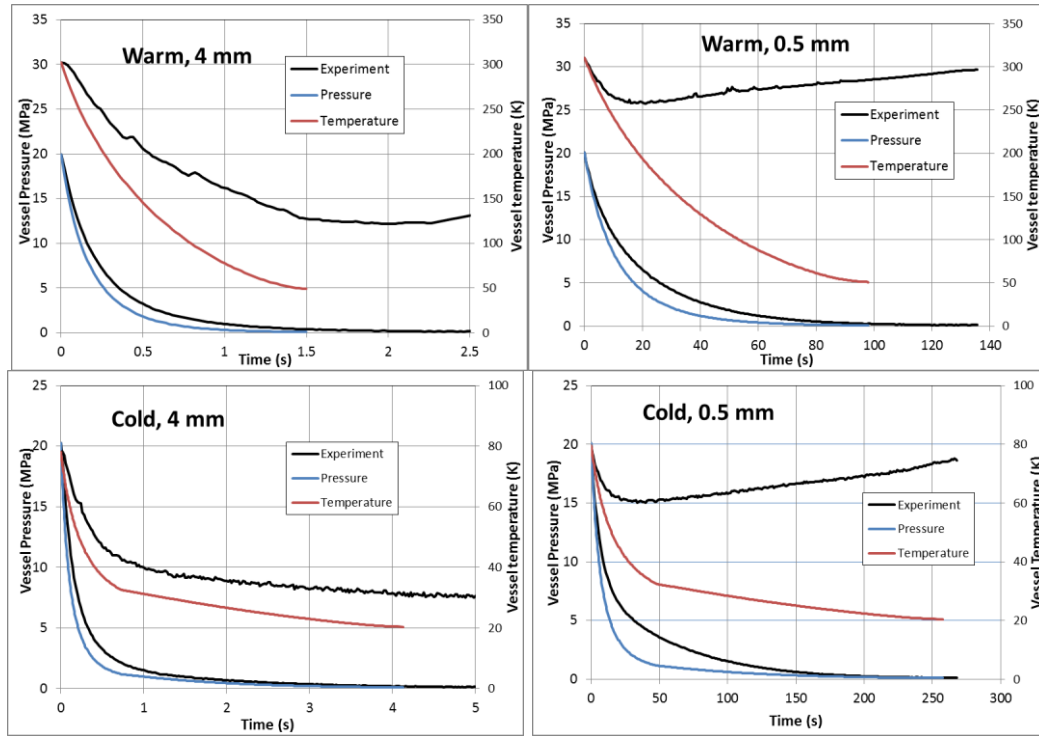 Warm, 4 mm
Experiment
Pressure
Temperature
Vessel Pressure (MPa)
35
30
25
20
15
10
5
0
Vessel temperature (K)
350
300
250
200
150
100
50
0
0
0.5
1
1.5
2
2.5
Time (s)
Warm, 0.5 mm
Experiment
Pressure
Temperature
Vessel Pressure (MPa)
35
30
25
20
15
10
5
0
Vessel temperature (K)
350
300
250
200
150
100
50
0
0
20
40
60
80
100
120
140
Time (s)
Cold, 4 mm
Experiment
Pressure
Temperature
Vessel Pressure (MPa)
25
20
15
10
5
0
Vessel temperature (K)
100
80
60
40
20
0
0
1
2
3
4
5
Time (s)
Cold, 0.5 mm
Experiment
Pressure
Temperature
Vessel Pressure (MPa)
25
20
15
10
5
0
Vessel Temperature (K)
100
80
60
40
20
0
0
50
100
150
200
250
300
Time (s)